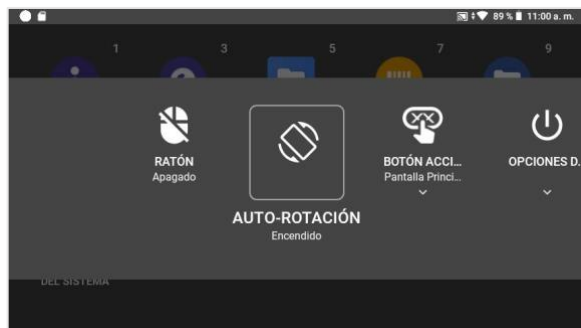 89 % 11:00 a. m.
1 3 5 7 9
RATÓN
Apagado
AUTO-ROTACIÓN
Encendido
BOTÓN ACCI...
Pantalla Princi...
OPCIONES D.
DEL SISTEMA